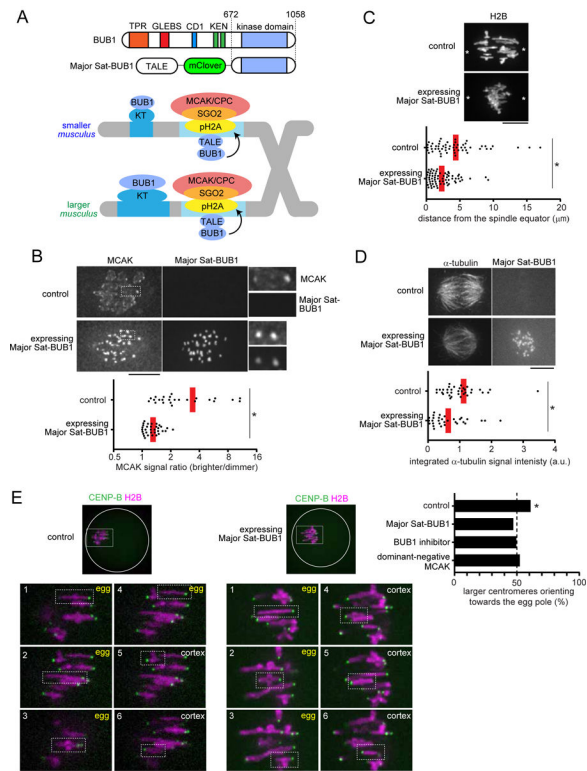 A
672
1058
TPR GLEBS CD1 KEN kinase domain
BUB1
Major Sat-BUB1 TALE mClover
BUB1
KT
MCAK/CPC
SGO2
pH2A
TALE
BUB1
smaller
musculus
BUB1
KT
MCAK/CPC
SGO2
pH2A
TALE
BUB1
larger
musculus
B
MCAK Major Sat-BUB1
control
MCAK
Major Sat-
BUB1
expressing
Major Sat-BUB1
control
expressing
Major Sat-BUB1
*
0.5 1 2 4 8 16
MCAK signal ratio (brighter/dimmer)
C
H2B
control
* *
expressing
Major Sat-BUB1
* *
control
expressing
Major Sat-BUB1
*
0 5 10 15 20
distance from the spindle equator (μm)
D
α-tubulin Major Sat-BUB1
control
expressing
Major Sat-BUB1
control
expressing
Major Sat-BUB1
*
0 1 2 3 4
integrated α-tubulin signal intenisity (a.u.)
E
CENP-B H2B
control
CENP-B H2B
expressing
Major Sat-BUB1
1 egg
4 egg
2 egg
5 cortex
3 egg
6 cortex
1 egg
4 cortex
2 egg
5 cortex
3 egg
6 cortex
control
*
Major Sat-BUB1
BUB1 inhibitor
dominant-negative
MCAK
0 20 40 60 80 100
larger centromeres orienting
towards the egg pole (%)